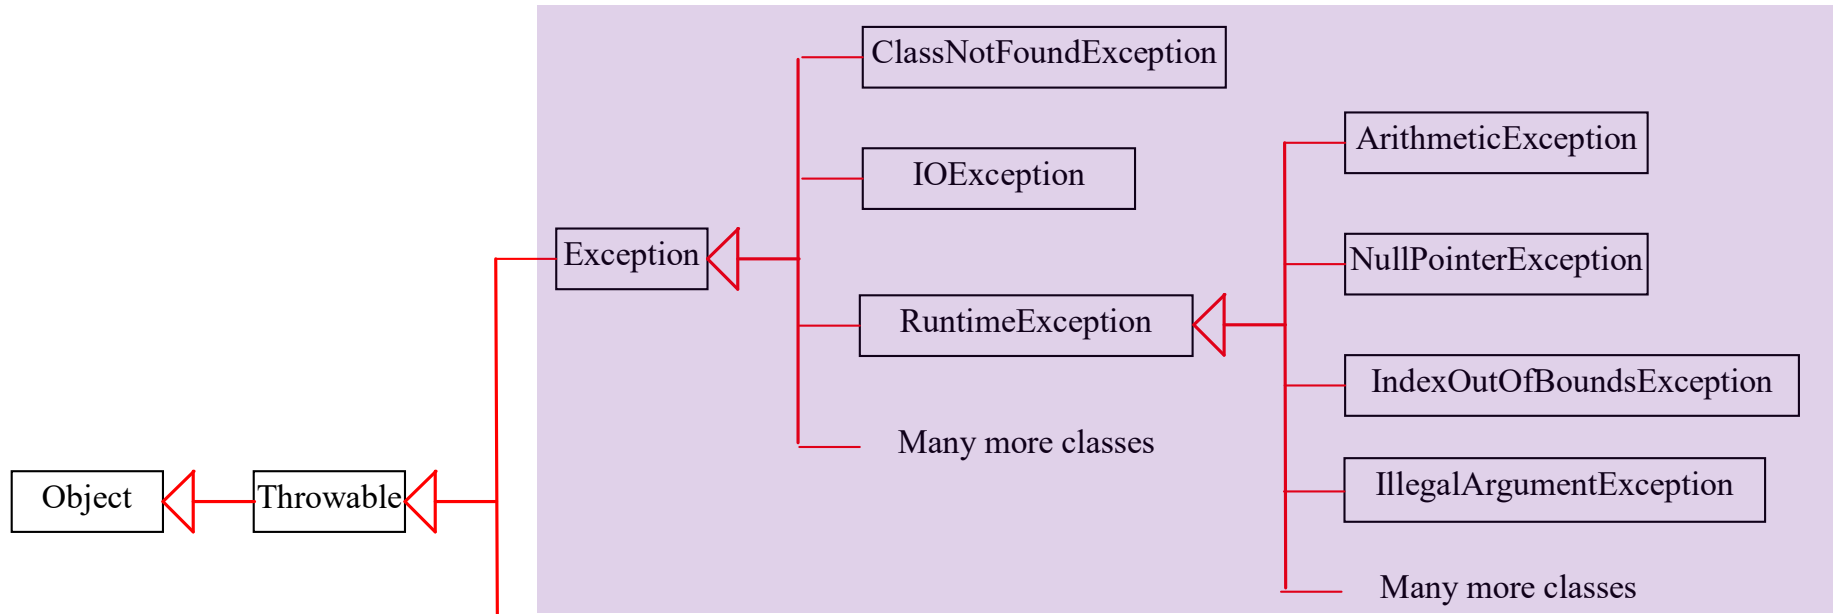 ClassNotFoundException
ArithmeticException
IOException
Exception
NullPointerException
RuntimeException
IndexOutOfBoundsException
Many more classes
Object
Throwable
IllegalArgumentException
Many more classes